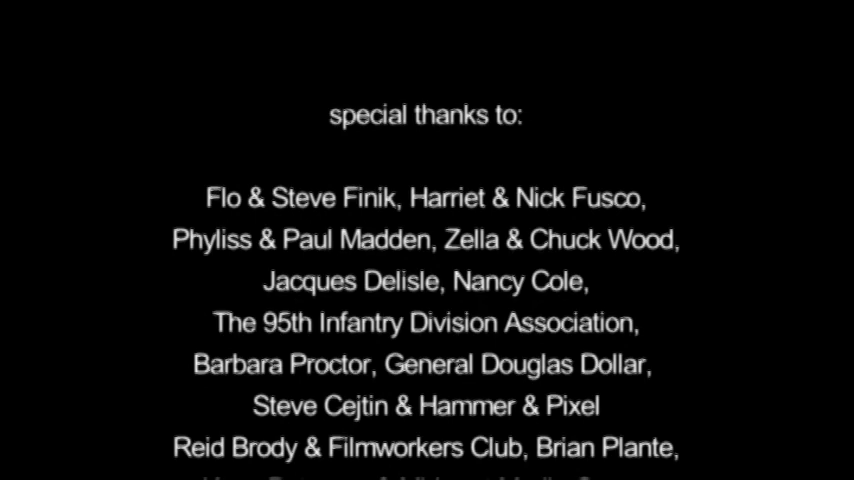 special thanks to:
Flo & Steve Finik, Harriet & Nick Fusco,
Phyliss & Paul Madden, Zella & Chuck Wood,
Jacques Delisle, Nancy Cole,
The 95th Infantry Division Association,
Barbara Proctor, General Douglas Dollar,
Steve Cejtin & Hammer & Pixel
Reid Brody & Filmworkers Club, Brian Plante,